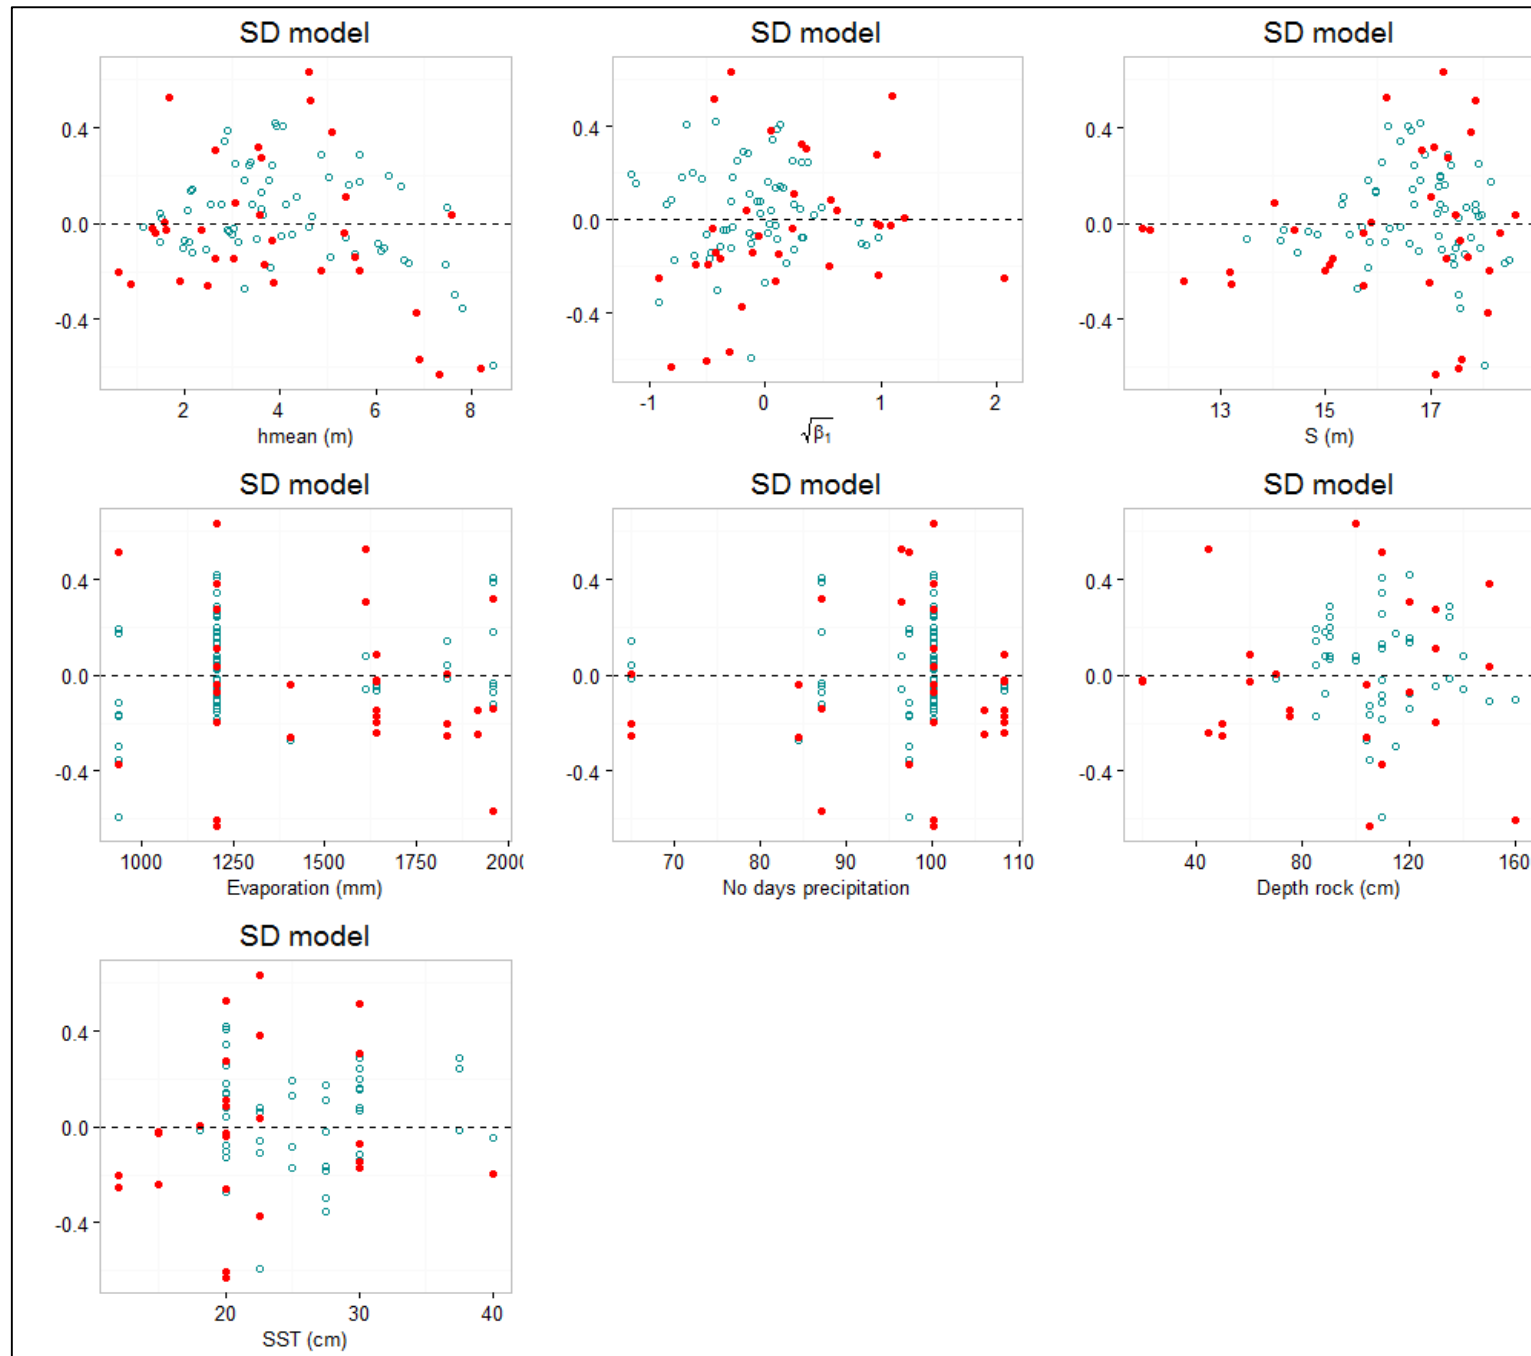 SD model SD model SD model
0.4 0.4 0.4
0.0 0.0 0.0
-0.4 -0.4 -0.4
2 4 6 8 -1 0 1 2 13 15 17
hmean (m) √β1 S (m)
SD model SD model SD model
0.4 0.4 0.4
0.0 0.0 0.0
-0.4 -0.4 -0.4
1000 1250 1500 1750 2000 70 80 90 100 110 40 80 120 160
Evaporation (mm) No days precipitation Depth rock (cm)
SD model
0.4
0.0
-0.4
20 30 40
SST (cm)